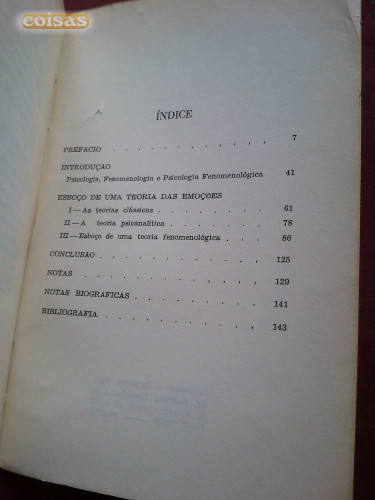 coisas
ÍNDICE
PREFACIO . . . . . . . . . . . . 7
INTRODUÇÃO
Psicologia, Fenomenologia e Psicologia Fenomenológica 41
ESBOÇO DE UMA TEORIA DAS EMOÇÕES
I — As teorias clássicas. . . . . . . . . 61
II — A teoria psicanalítica . . . . . . . 78
III — Esboço de uma teoria fenomenológica . . . . 86
CONCLUSÃO . . . . . . . . . . . . 125
NOTAS . . . . . . . . . . . . . 129
NOTAS BIOGRAFICAS . . . . . . . . . . 141
BIBLIOGRAFIA . . . . . . . . . . . . 143